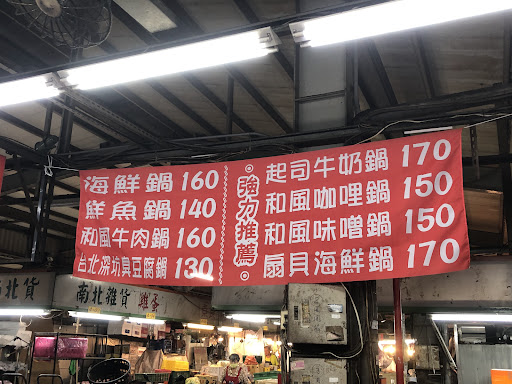 海鮮鍋 160
鮮魚鍋 140
和風牛肉鍋 160
台北深坑臭豆腐鍋 130
強力推薦
起司牛奶鍋 170
和風咖哩鍋 150
和風味噌鍋 150
扇貝海鮮鍋 170
北貨
南北雜貨 雞蛋